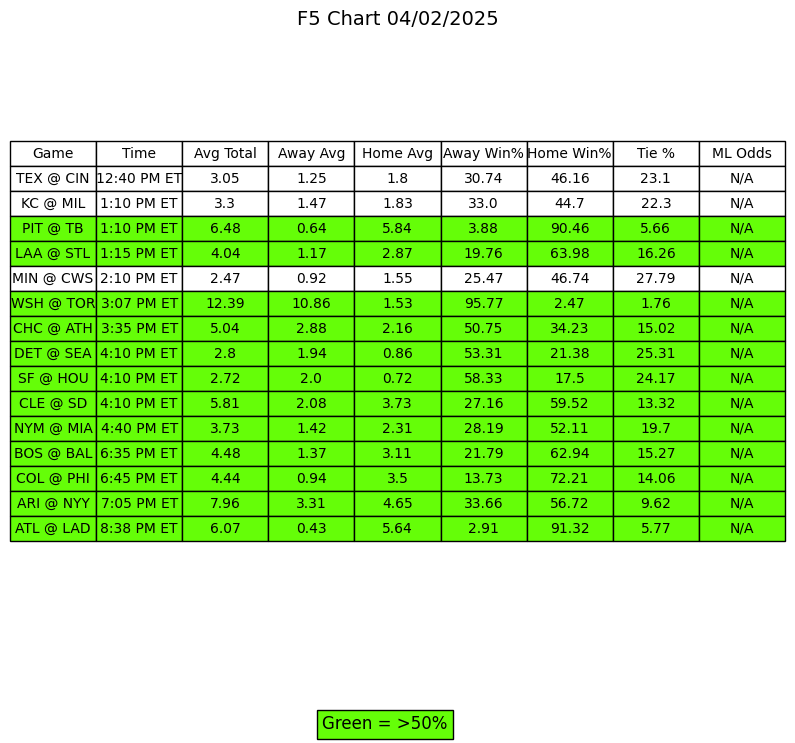 F5 Chart 04/02/2025
Game Time Avg Total Away Avg Home Avg Away Win% Home Win% Tie % ML Odds
TEX @ CIN 12:40 PM ET 3.05 1.25 1.8 30.74 46.16 23.1 N/A
KC @ MIL 1:10 PM ET 3.3 1.47 1.83 33.0 44.7 22.3 N/A
PIT @ TB 1:10 PM ET 6.48 0.64 5.84 3.88 90.46 5.66 N/A
LAA @ STL 1:15 PM ET 4.04 1.17 2.87 19.76 63.98 16.26 N/A
MIN @ CWS 2:10 PM ET 2.47 0.92 1.55 25.47 46.74 27.79 N/A
WSH @ TOR 3:07 PM ET 12.39 10.86 1.53 95.77 2.47 1.76 N/A
CHC @ ATH 3:35 PM ET 5.04 2.88 2.16 50.75 34.23 15.02 N/A
DET @ SEA 4:10 PM ET 2.8 1.94 0.86 53.31 21.38 25.31 N/A
SF @ HOU 4:10 PM ET 2.72 2.0 0.72 58.33 17.5 24.17 N/A
CLE @ SD 4:10 PM ET 5.81 2.08 3.73 27.16 59.52 13.32 N/A
NYM @ MIA 4:40 PM ET 3.73 1.42 2.31 28.19 52.11 19.7 N/A
BOS @ BAL 6:35 PM ET 4.48 1.37 3.11 21.79 62.94 15.27 N/A
COL @ PHI 6:45 PM ET 4.44 0.94 3.5 13.73 72.21 14.06 N/A
ARI @ NYY 7:05 PM ET 7.96 3.31 4.65 33.66 56.72 9.62 N/A
ATL @ LAD 8:38 PM ET 6.07 0.43 5.64 2.91 91.32 5.77 N/A
Green = >50%